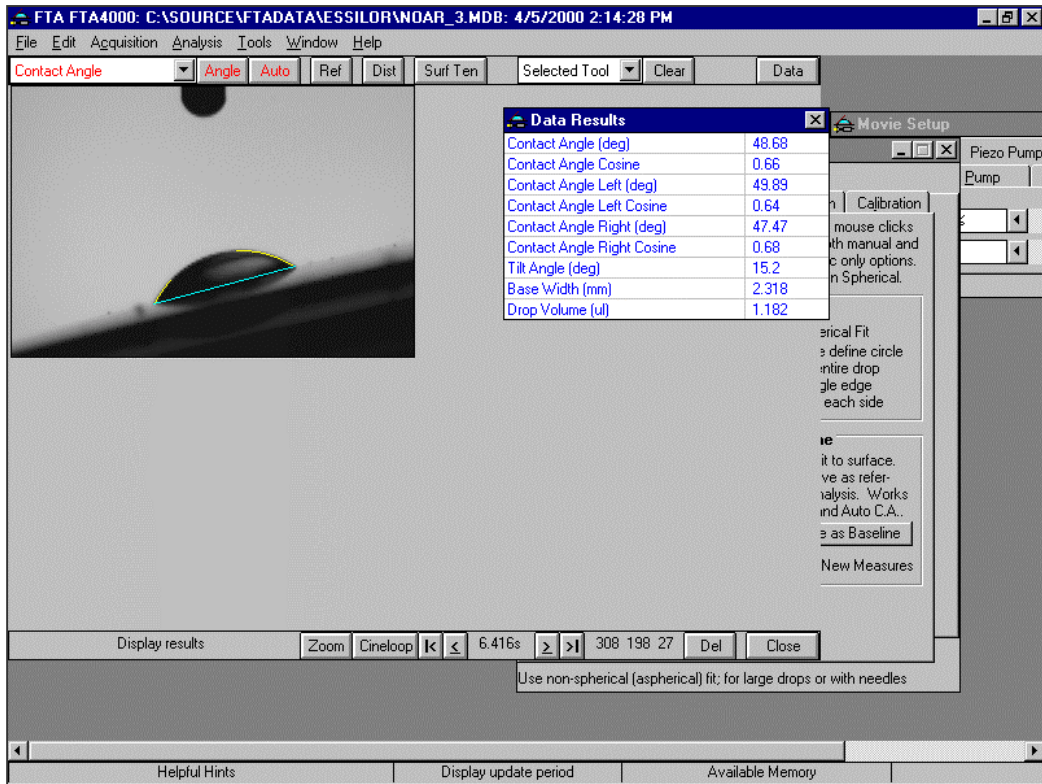 FTA FTA4000: C:\SOURCE\FTADATA\ESSILOR\NOAR_3.MDB: 4/5/2000 2:14:28 PM
File Edit Acquisition Analysis Tools Window Help
Contact Angle Angle Auto Ref Dist Surf Ten Selected Tool Clear Data
Data Results
Contact Angle (deg) 48.68
Contact Angle Cosine 0.66
Contact Angle Left (deg) 49.89
Contact Angle Left Cosine 0.64
Contact Angle Right (deg) 47.47
Contact Angle Right Cosine 0.68
Tilt Angle (deg) 15.2
Base Width (mm) 2.318
Drop Volume (ul) 1.182
Movie Setup
Piezo Pump
Pump
Calibration
mouse clicks
manual and
only options.
Spherical.
Fit
define circle
drop
edge
each side
it to surface.
as refer-
Works
and Auto C.A..
as Baseline
New Measures
Display results Zoom Cineloop |< < 6.416s > >| 308 198 27 Del Close
Use non-spherical (aspherical) fit; for large drops or with needles
Helpful Hints Display update period Available Memory